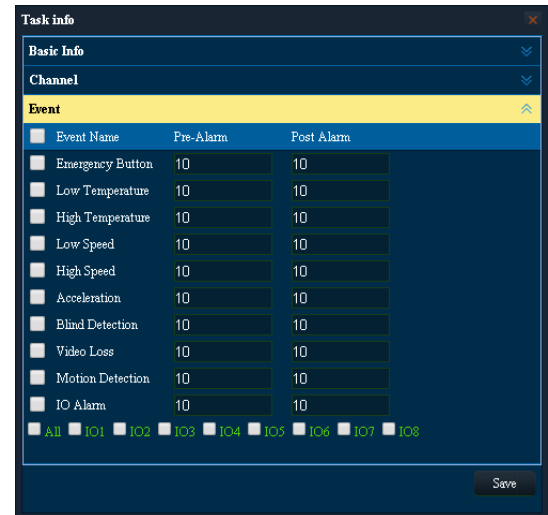 Task info
Basic Info
Channel
Event
Event Name Pre-Alarm Post Alarm
Emergency Button 10 10
Low Temperature 10 10
High Temperature 10 10
Low Speed 10 10
High Speed 10 10
Acceleration 10 10
Blind Detection 10 10
Video Loss 10 10
Motion Detection 10 10
IO Alarm 10 10
All IO1 IO2 IO3 IO4 IO5 IO6 IO7 IO8
Save